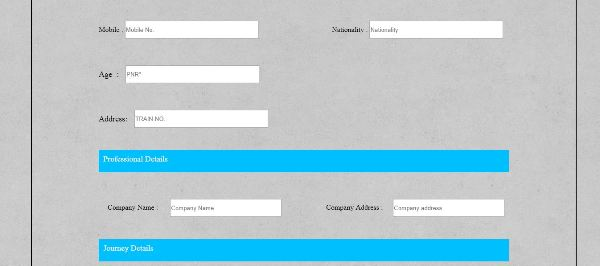 Mobile : Mobile No. Nationality : Nationality
Age : PNR*
Address: TRAIN NO.
Professional Details
Company Name : Company Name Company Address : Company address
Journey Details